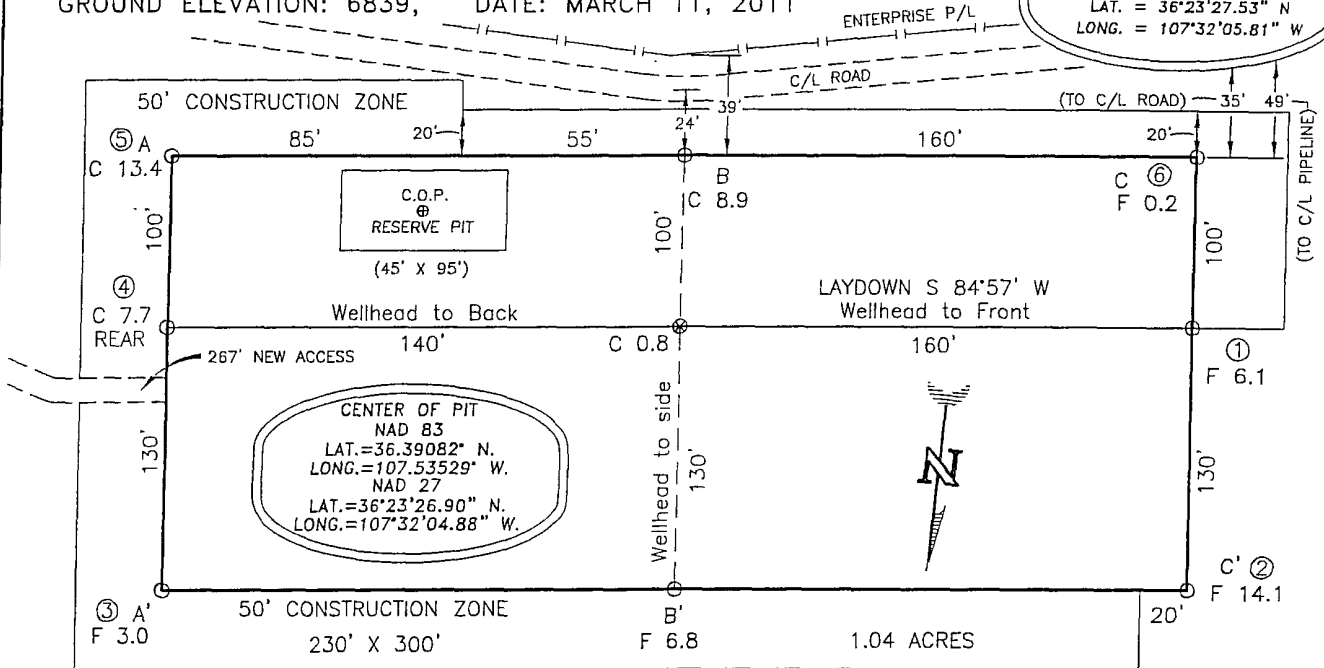 GROUND ELEVATION: 6839, DATE: MARCH 11, 2011
LAT. = 36°23'27.53" N
LONG. = 107°32'05.81" W
ENTERPRISE P/L
C/L ROAD
50' CONSTRUCTION ZONE
(TO C/L ROAD)
35'
49'
(TO C/L PIPELINE)
39'
24'
⑤ A
C 13.4
85'
20'
55'
160'
20'
B
C 8.9
C ⑥
F 0.2
C.O.P.
⊕
RESERVE PIT
(45' X 95')
100'
100'
100'
④
C 7.7
REAR
Wellhead to Back
140'
C 0.8
LAYDOWN S 84°57' W
Wellhead to Front
160'
①
F 6.1
267' NEW ACCESS
CENTER OF PIT
NAD 83
LAT.=36.39082° N.
LONG.=107.53529° W.
NAD 27
LAT.=36°23'26.90" N.
LONG.=107°32'04.88" W.
130'
Wellhead to side
130'
N
130'
③ A'
F 3.0
50' CONSTRUCTION ZONE
230' X 300'
B'
F 6.8
1.04 ACRES
20'
C' ②
F 14.1